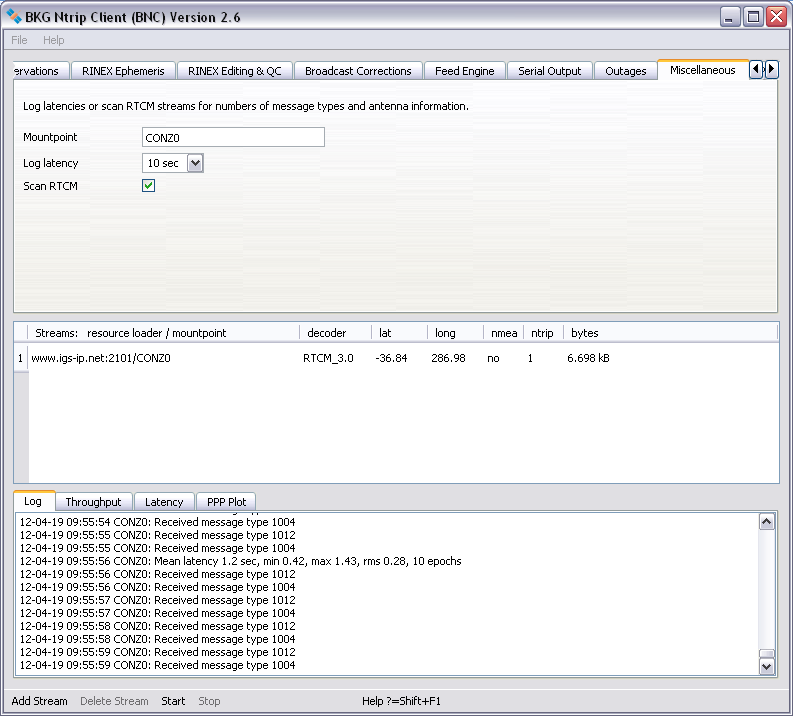 BKG Ntrip Client (BNC) Version 2.6
File Help
ervations RINEX Ephemeris RINEX Editing & QC Broadcast Corrections Feed Engine Serial Output Outages Miscellaneous
Log latencies or scan RTCM streams for numbers of message types and antenna information.
Mountpoint CONZ0
Log latency 10 sec
Scan RTCM
Streams: resource loader / mountpoint decoder lat long nmea ntrip bytes
1 www.igs-ip.net:2101/CONZ0 RTCM_3.0 -36.84 286.98 no 1 6.698 kB
Log Throughput Latency PPP Plot
12-04-19 09:55:54 CONZ0: Received message type 1004
12-04-19 09:55:55 CONZ0: Received message type 1012
12-04-19 09:55:55 CONZ0: Received message type 1004
12-04-19 09:55:56 CONZ0: Mean latency 1.2 sec, min 0.42, max 1.43, rms 0.28, 10 epochs
12-04-19 09:55:56 CONZ0: Received message type 1012
12-04-19 09:55:56 CONZ0: Received message type 1004
12-04-19 09:55:57 CONZ0: Received message type 1012
12-04-19 09:55:57 CONZ0: Received message type 1004
12-04-19 09:55:58 CONZ0: Received message type 1012
12-04-19 09:55:58 CONZ0: Received message type 1004
12-04-19 09:55:59 CONZ0: Received message type 1012
12-04-19 09:55:59 CONZ0: Received message type 1004
Add Stream Delete Stream Start Stop Help ?=Shift+F1